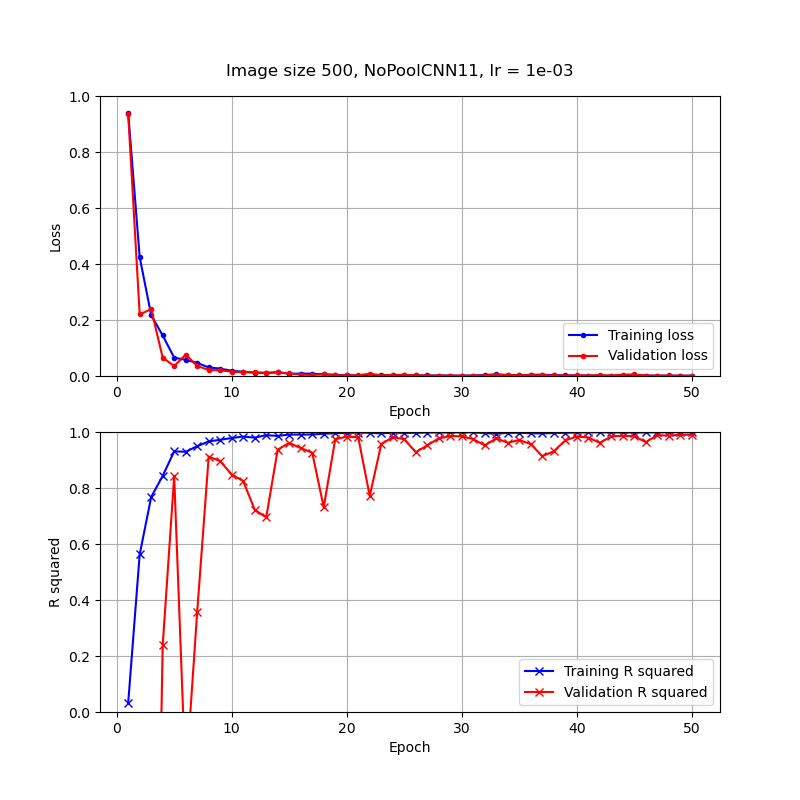 Image size 500, NoPoolCNN11, lr = 1e-03
1.0
0.8
0.6
0.4
0.2
0.0
Loss
Training loss
Validation loss
0 10 20 30 40 50
Epoch
1.0
0.8
0.6
0.4
0.2
0.0
R squared
Training R squared
Validation R squared
0 10 20 30 40 50
Epoch